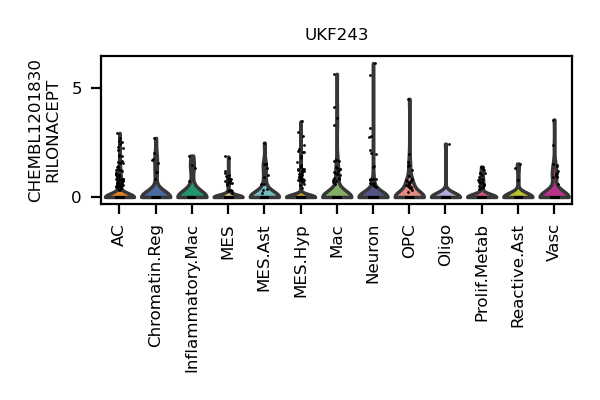 UKF243
CHEMBL1201830
RILONACEPT
5
0
AC
Chromatin.Reg
Inflammatory.Mac
MES
MES.Ast
MES.Hyp
Mac
Neuron
OPC
Oligo
Prolif.Metab
Reactive.Ast
Vasc